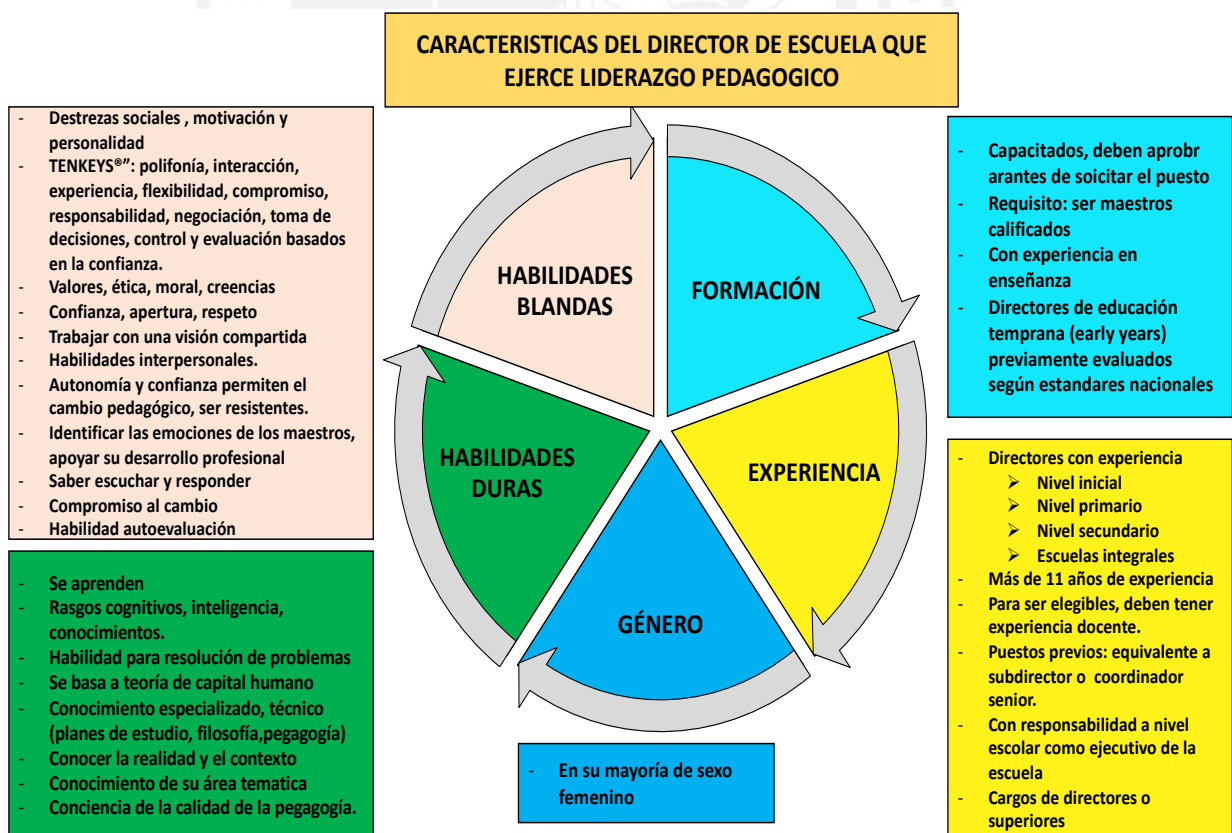 CARACTERISTICAS DEL DIRECTOR DE ESCUELA QUE
EJERCE LIDERAZGO PEDAGOGICO
- Destrezas sociales , motivación y
personalidad
- TENKEYS®”: polifonía, interacción,
experiencia, flexibilidad, compromiso,
responsabilidad, negociación, toma de
decisiones, control y evaluación basados
en la confianza.
- Valores, ética, moral, creencias
- Confianza, apertura, respeto
- Trabajar con una visión compartida
- Habilidades interpersonales.
- Autonomía y confianza permiten el
cambio pedagógico, ser resistentes.
- Identificar las emociones de los maestros,
apoyar su desarrollo profesional
- Saber escuchar y responder
- Compromiso al cambio
- Habilidad autoevaluación
- Se aprenden
- Rasgos cognitivos, inteligencia,
conocimientos.
- Habilidad para resolución de problemas
- Se basa a teoría de capital humano
- Conocimiento especializado, técnico
(planes de estudio, filosofía,pegagogía)
- Conocer la realidad y el contexto
- Conocimiento de su área tematica
- Conciencia de la calidad de la pegagogía.
HABILIDADES
BLANDAS
FORMACIÓN
HABILIDADES
DURAS
EXPERIENCIA
GÉNERO
- En su mayoría de sexo
femenino
- Capacitados, deben aprobr
arantes de soicitar el puesto
- Requisito: ser maestros
calificados
- Con experiencia en
enseñanza
- Directores de educación
temprana (early years)
previamente evaluados
según estandares nacionales
- Directores con experiencia
➢ Nivel inicial
➢ Nivel primario
➢ Nivel secundario
➢ Escuelas integrales
- Más de 11 años de experiencia
- Para ser elegibles, deben tener
experiencia docente.
- Puestos previos: equivalente a
subdirector o coordinador
senior.
- Con responsabilidad a nivel
escolar como ejecutivo de la
escuela
- Cargos de directores o
superiores